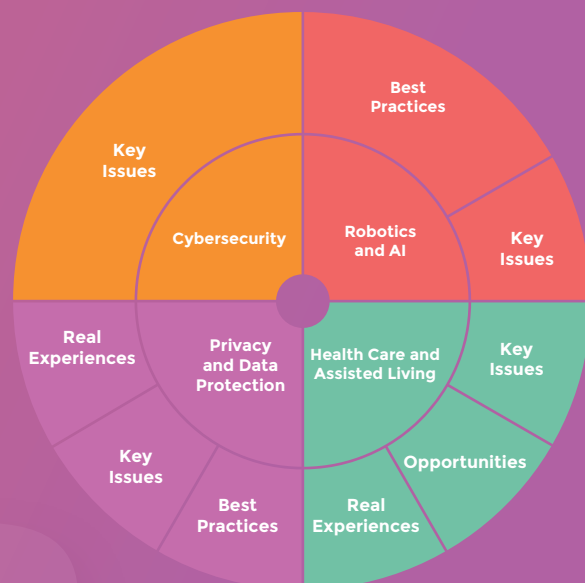 Best
Practices
Key
Issues
Cybersecurity
Robotics
and AI
Key
Issues
Real
Experiences
Privacy
and Data
Protection
Health Care and
Assisted Living
Key
Issues
Key
Issues
Opportunities
Best
Practices
Real
Experiences